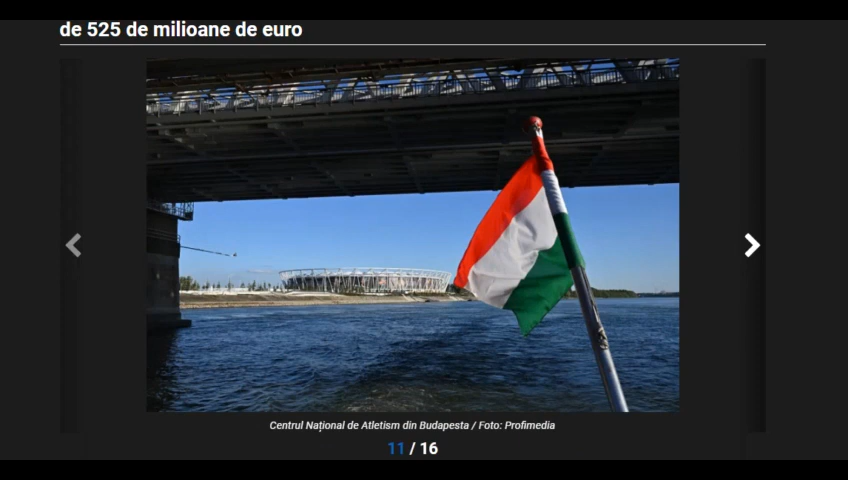 de 525 de milioane de euro
Centrul Național de Atletism din Budapesta / Foto: Profimedia
11 / 16